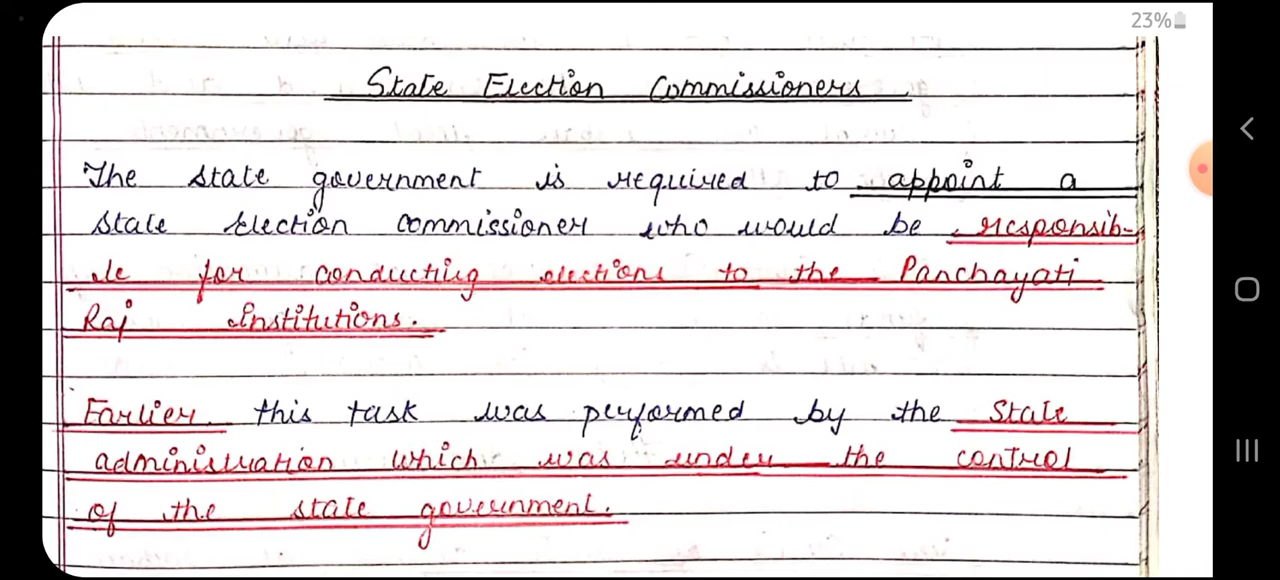 23%
State Election Commissioners
The state government is required to appoint a
state election commissioner who would be responsib-
le for conducting elections to the Panchayati
Raj Institutions.
Earlier this task was performed by the State
administration which was under the control
of the state government.